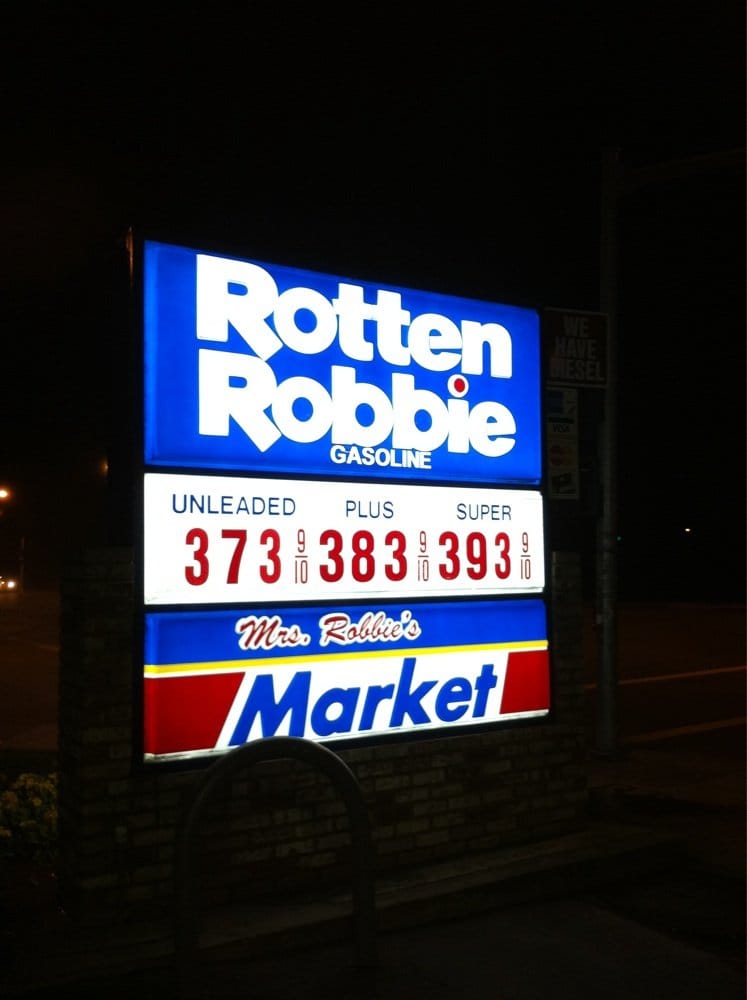 Rotten
Robbie
GASOLINE
UNLEADED PLUS SUPER
373 9/10 383 9/10 393 9/10
Mrs. Robbie's
Market
WE
HAVE
DIESEL
VISA